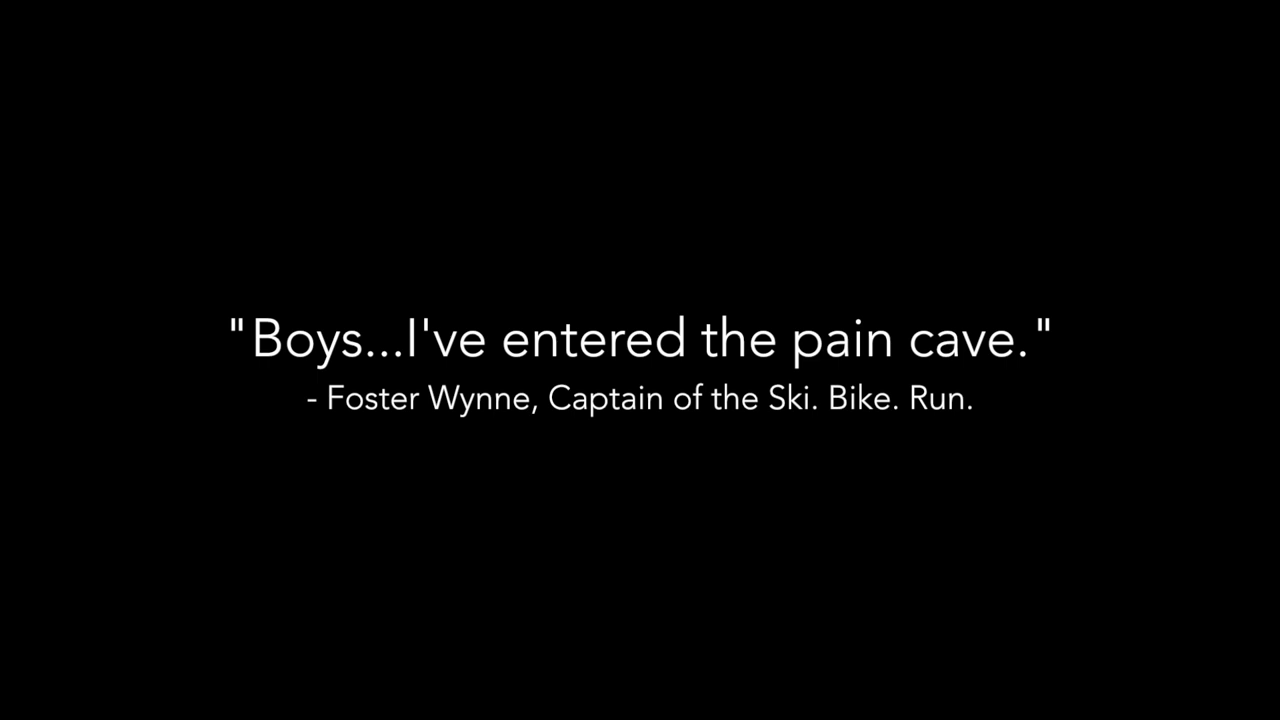 "Boys...I've entered the pain cave."
- Foster Wynne, Captain of the Ski. Bike. Run.